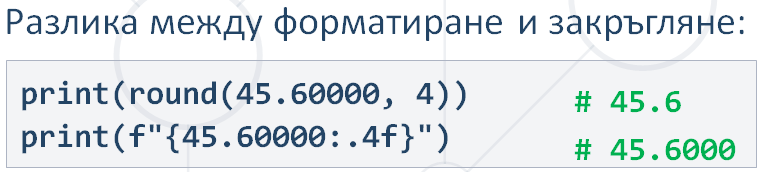 Разлика между форматиране и закръгляне:
print(round(45.60000, 4)) # 45.6
print(f"{45.60000:.4f}") # 45.6000